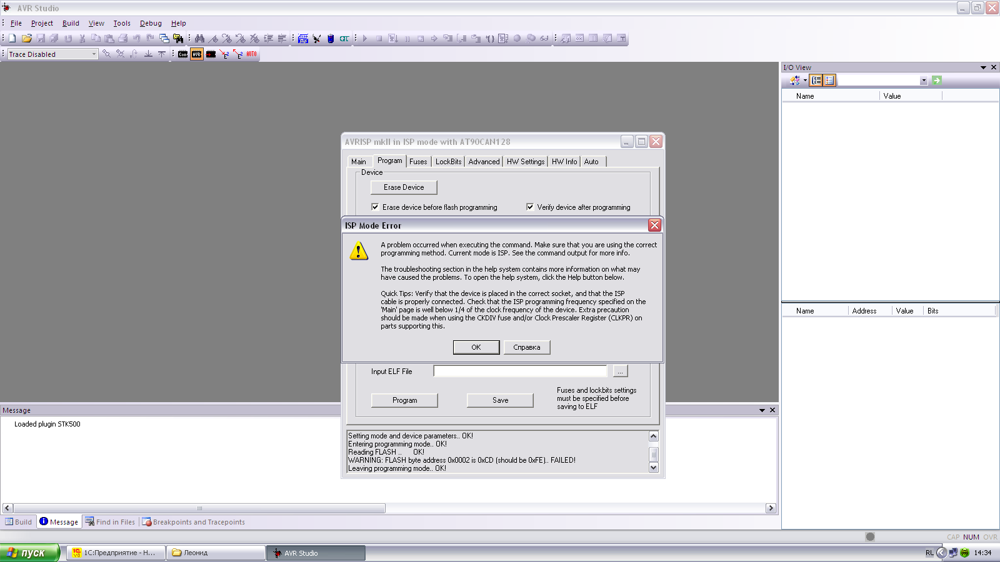 AVR Studio
File Project Build View Tools Debug Help
Trace Disabled
Con AVR AUTO
I/O View
Name Value
AVRISP mkII in ISP mode with AT90CAN128
Main Program Fuses LockBits Advanced HW Settings HW Info Auto
Device
Erase Device
Erase device before flash programming Verify device after programming
ISP Mode Error
A problem occurred when executing the command. Make sure that you are using the correct
programming method. Current mode is ISP. See the command output for more info.
The troubleshooting section in the help system contains more information on what may
have caused the problems. To open the help system, click the Help button below.
Quick Tips: Verify that the device is placed in the correct socket, and that the ISP
cable is properly connected. Check that the ISP programming frequency specified on the
'Main' page is well below 1/4 of the clock frequency of the device. Extra precaution
should be made when using the CKDIV fuse and/or Clock Prescaler Register (CLKPR) on
parts supporting this.
OK Справка
Name Address Value Bits
Input ELF File ...
Program Save
Fuses and lockbits settings
must be specified before
saving to ELF
Message
Loaded plugin STK500
Setting mode and device parameters.. OK!
Entering programming mode.. OK!
Reading FLASH .. OK!
WARNING: FLASH byte address 0x0002 is 0xCD (should be 0xFE).. FAILED!
Leaving programming mode.. OK!
Build Message Find in Files Breakpoints and Tracepoints
CAP NUM OVR
пуск 1С:Предприятие - Н... Леонид AVR Studio RL 14:34